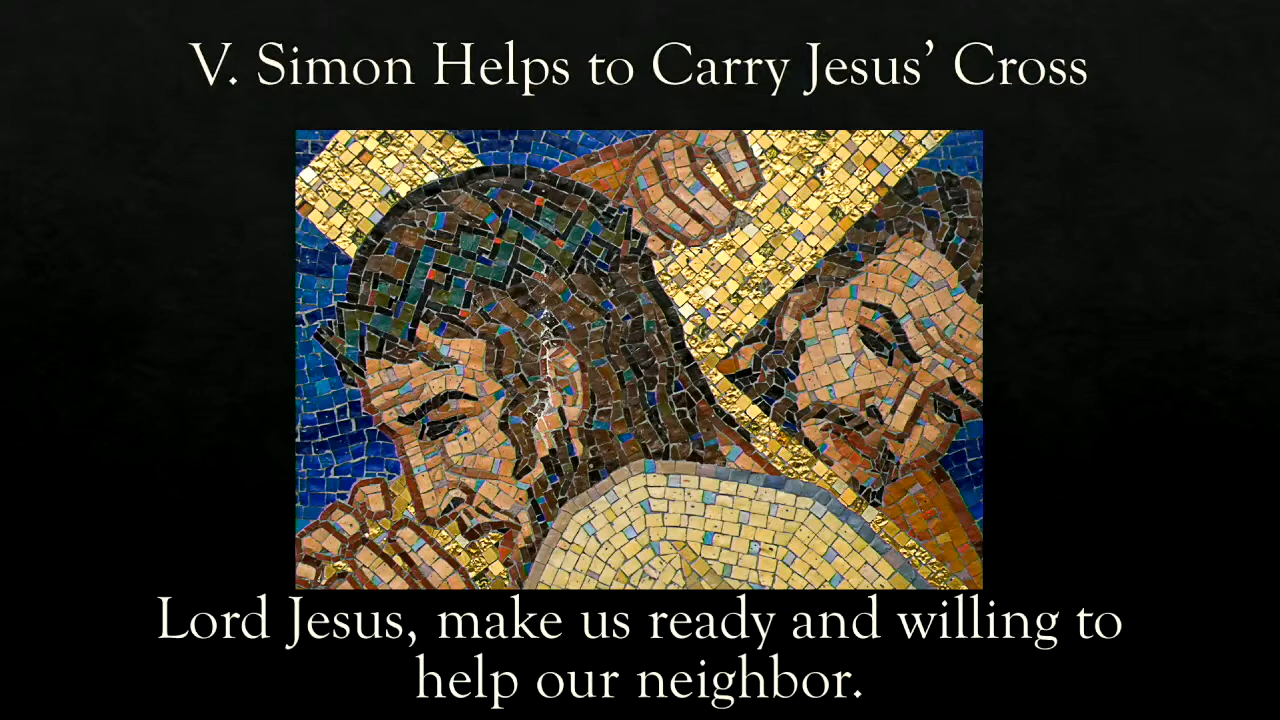 V. Simon Helps to Carry Jesus’ Cross
Lord Jesus, make us ready and willing to
help our neighbor.